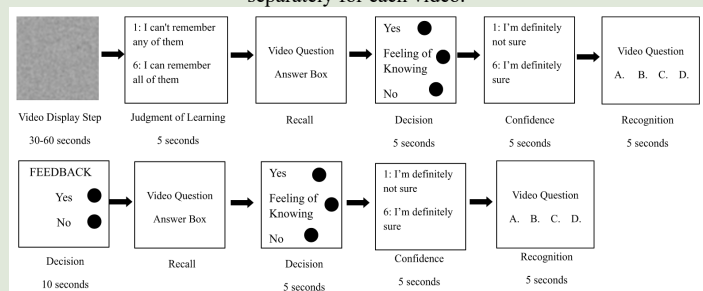 separately for each video.
1: I can't remember
any of them
6: I can remember
all of them
Video Question
Answer Box
Yes
Feeling of
Knowing
No
1: I'm definitely
not sure
6: I'm definitely
sure
Video Question
A. B. C. D.
Video Display Step
30-60 seconds
Judgment of Learning
5 seconds
Recall
Decision
5 seconds
Confidence
5 seconds
Recognition
5 seconds
FEEDBACK
Yes
No
Video Question
Answer Box
Yes
Feeling of
Knowing
No
1: I'm definitely
not sure
6: I'm definitely
sure
Video Question
A. B. C. D.
Decision
10 seconds
Recall
Decision
5 seconds
Confidence
5 seconds
Recognition
5 seconds